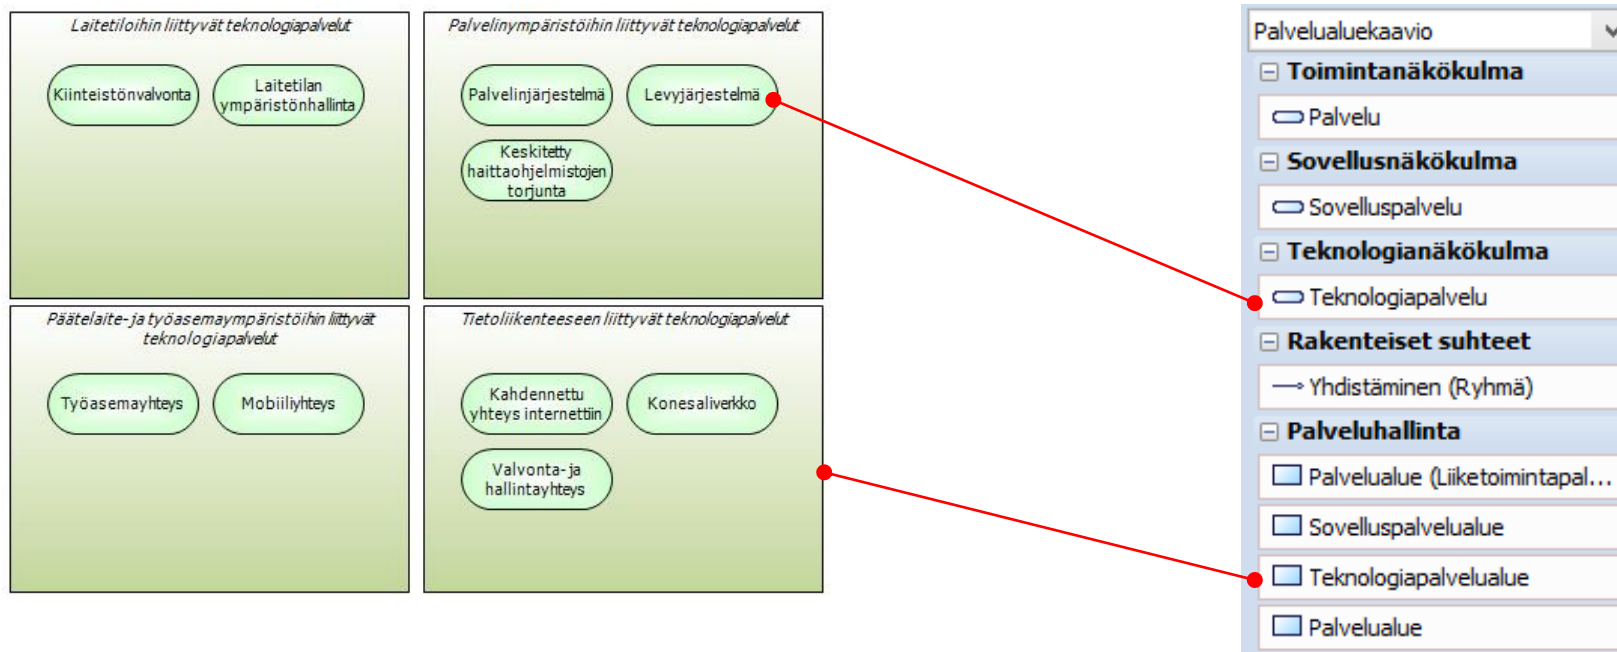 Laitetiloihin liittyvät teknologiapalvelut
Kiinteistönvalvonta
Laitetilan
ympäristönhallinta
Palvelinympäristöihin liittyvät teknologiapalvelut
Palvelinjärjestelmä
Levyjärjestelmä
Keskitetty
haittaohjelmistojen
torjunta
Päätelaite- ja työasemaympäristöihin liittyvät
teknologiapalvelut
Työasemayhteys
Mobiiliyhteys
Tietoliikenteeseen liittyvät teknologiapalvelut
Kahdennettu
yhteys internettiin
Konesaliverkko
Valvonta- ja
hallintayhteys
Palvelualuekaavio
Toimintanäkökulma
Palvelu
Sovellusnäkökulma
Sovelluspalvelu
Teknologianäkökulma
Teknologiapalvelu
Rakenteiset suhteet
Yhdistäminen (Ryhmä)
Palveluhallinta
Palvelualue (Liiketoimintapal...
Sovelluspalvelualue
Teknologiapalvelualue
Palvelualue